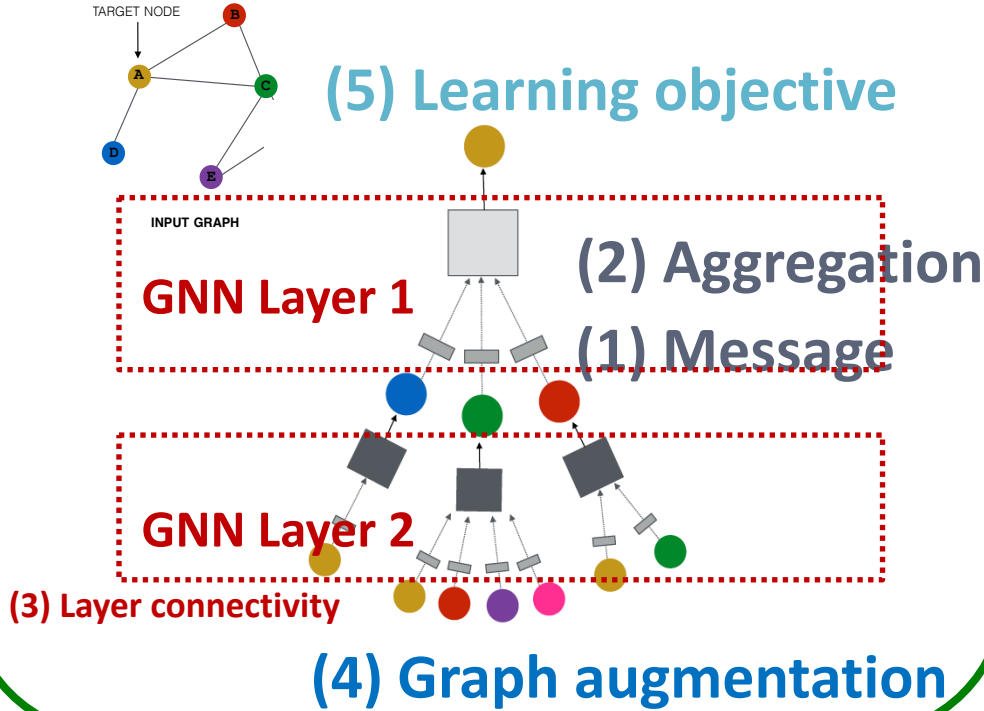 TARGET NODE
B
A
C
D
E
(5) Learning objective
INPUT GRAPH
(2) Aggregation
GNN Layer 1
(1) Message
GNN Layer 2
(3) Layer connectivity
(4) Graph augmentation